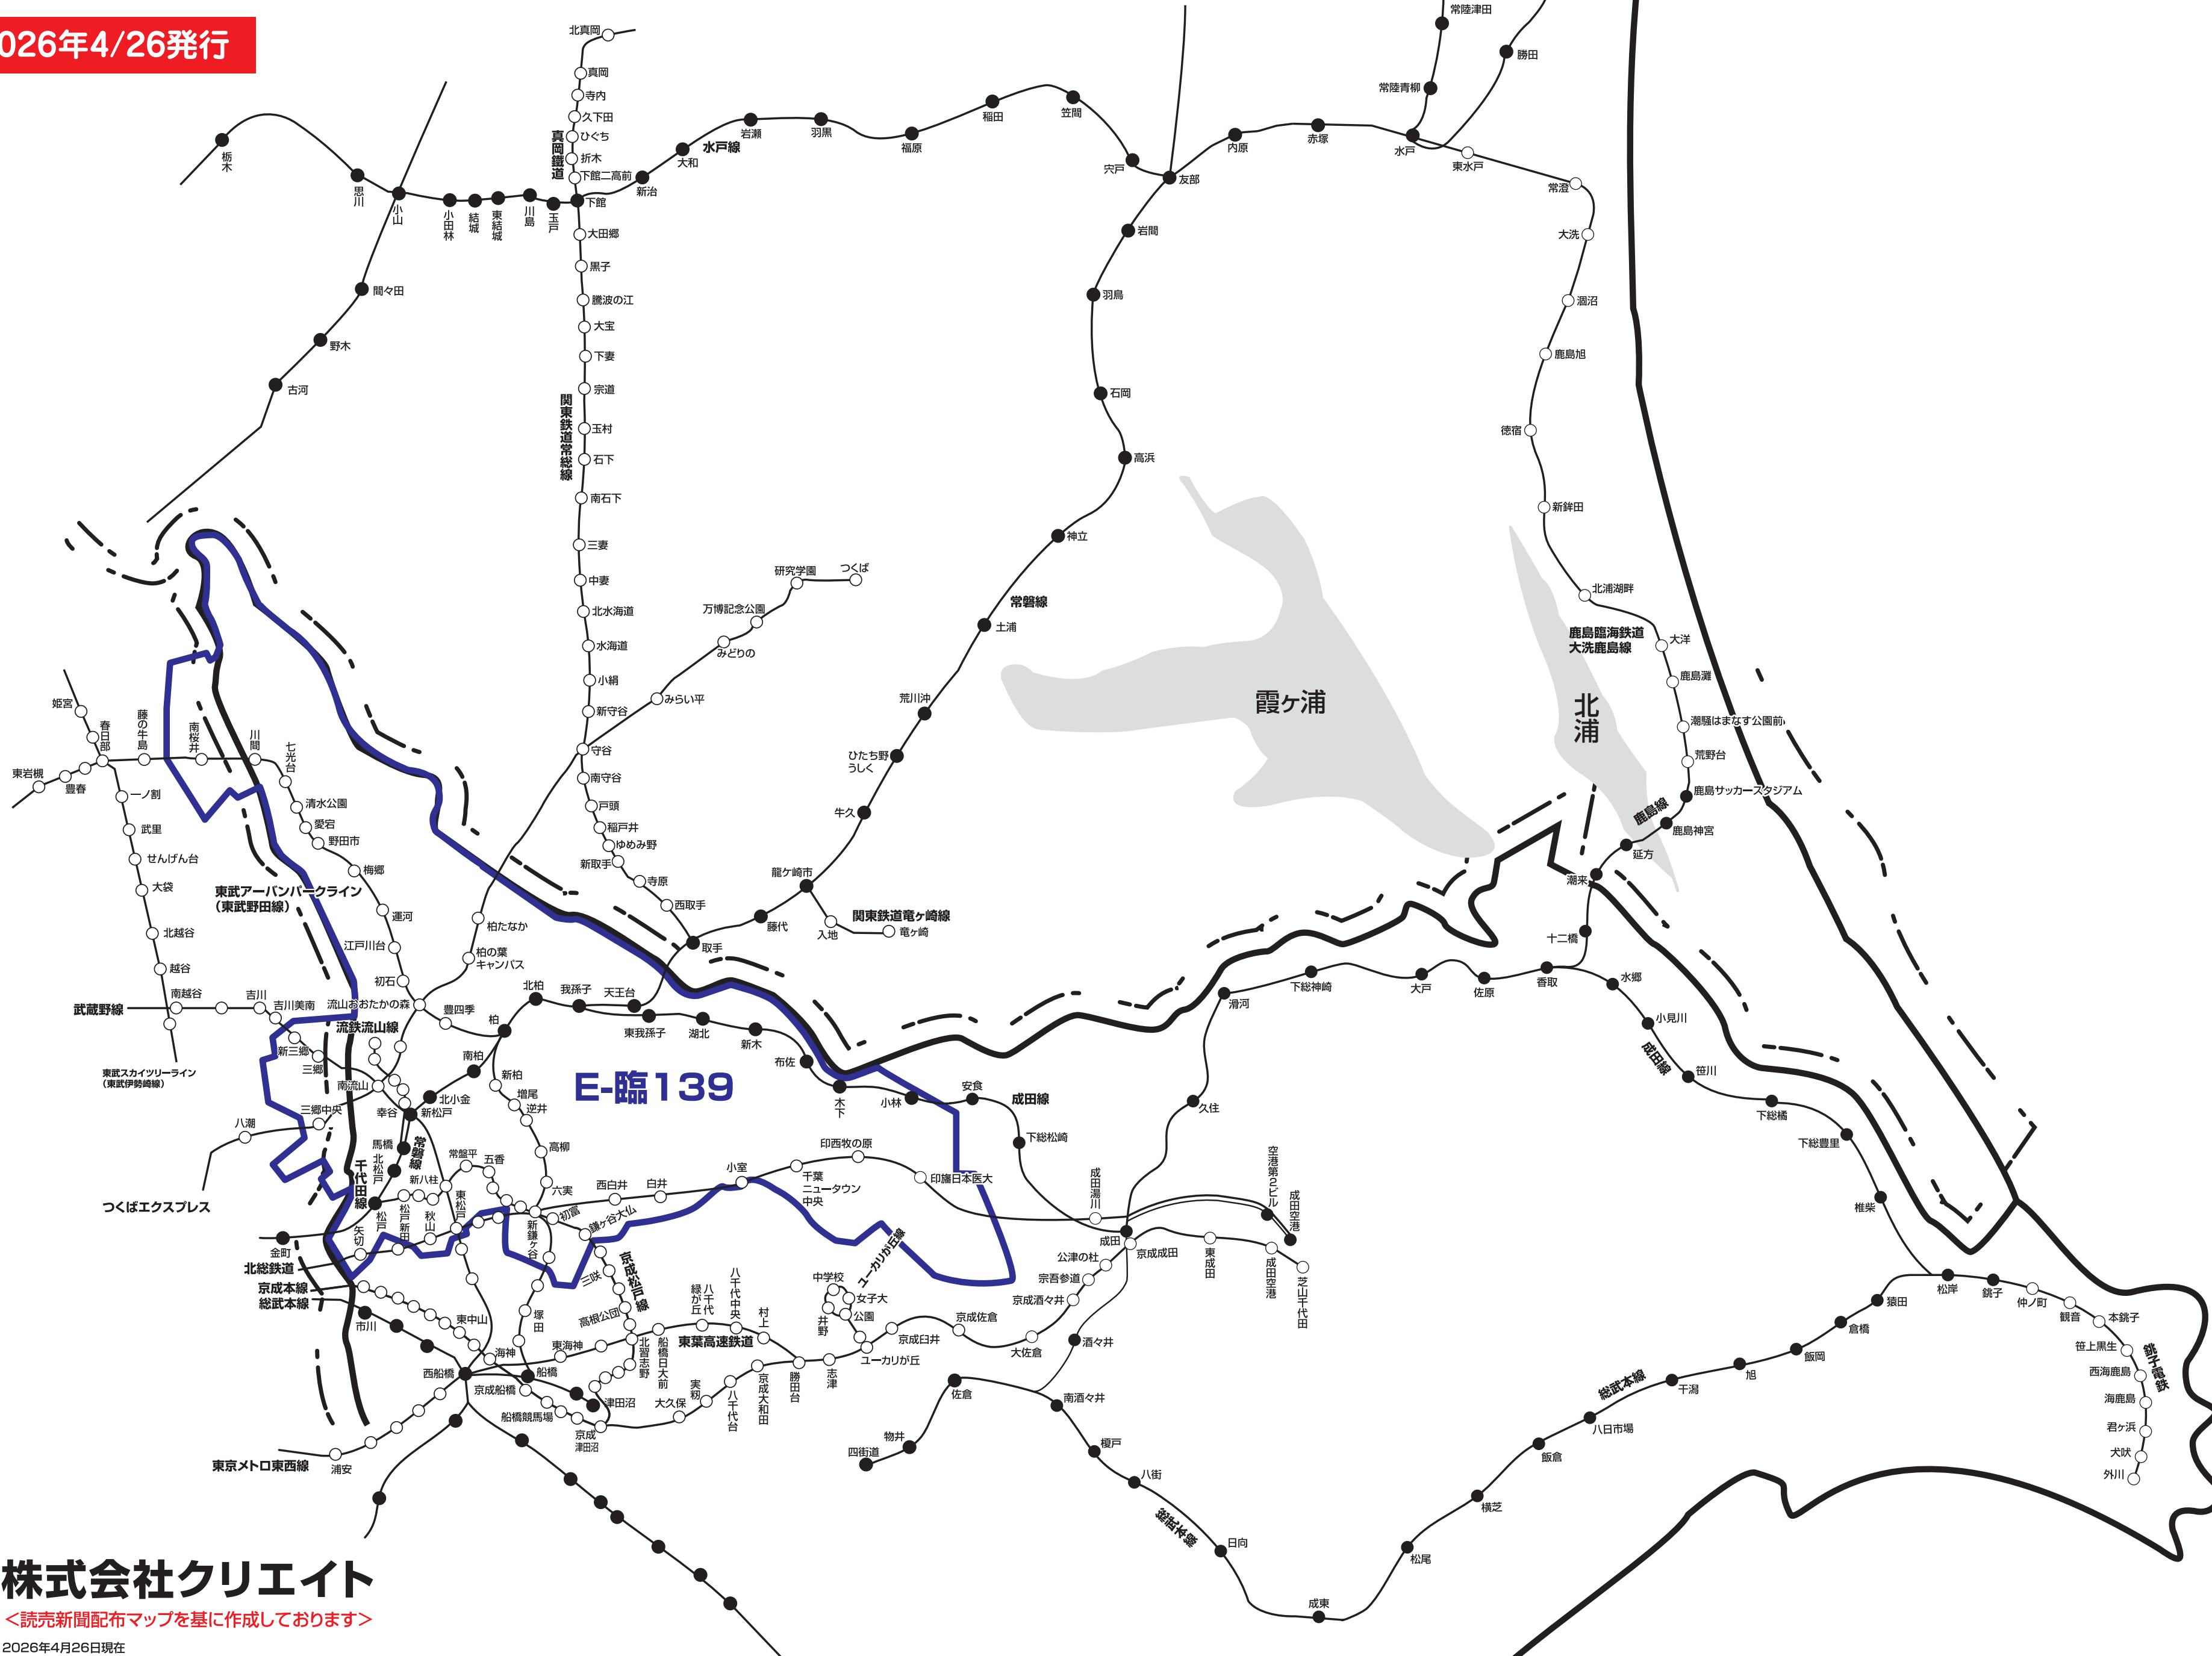 026年4/26発行
北真岡
真岡
寺内
久下田
ひぐち
折木
下館二高前
真岡鐵道
下館
栃木
思川
小山
小田林
結城
東結城
川島
玉戸
新治
大和
水戸線
岩瀬
羽黒
福原
稲田
笠間
宍戸
友部
内原
赤塚
水戸
常陸青柳
常陸津田
勝田
東水戸
常澄
大洗
涸沼
鹿島旭
徳宿
新鉾田
北浦湖畔
鹿島臨海鉄道
大洗鹿島線
大洋
鹿島灘
潮騒はまなす公園前
荒野台
鹿島サッカースタジアム
鹿島線
鹿島神宮
延方
潮来
十二橋
間々田
野木
古河
大田郷
黒子
騰波の江
大宝
下妻
宗道
関東鉄道常総線
玉村
石下
南石下
三妻
中妻
北水海道
水海道
小絹
新守谷
守谷
南守谷
戸頭
稲戸井
ゆめみ野
新取手
寺原
西取手
取手
研究学園
つくば
万博記念公園
みどりの
みらい平
岩間
羽鳥
石岡
高浜
神立
常磐線
土浦
荒川沖
ひたち野
うしく
牛久
龍ケ崎市
藤代
関東鉄道竜ヶ崎線
入地
竜ヶ崎
霞ヶ浦
北浦
姫宮
春日部
藤の牛島
南桜井
川間
七光台
東岩槻
豊春
一ノ割
武里
せんげん台
大袋
北越谷
越谷
清水公園
愛宕
野田市
梅郷
東武アーバンパークライン
(東武野田線)
運河
江戸川台
初石
流山おおたかの森
豊四季
柏
柏たなか
柏の葉
キャンパス
武蔵野線
南越谷
吉川
吉川美南
新三郷
三郷
流鉄流山線
南流山
東武スカイツリーライン
(東武伊勢崎線)
三郷中央
八潮
つくばエクスプレス
北柏
我孫子
天王台
東我孫子
湖北
新木
布佐
木下
小林
安食
成田線
下総松崎
E-臨139
南柏
北小金
新松戸
幸谷
馬橋
北松戸
常磐線
千代田線
松戸
松戸新田
新八柱
常盤平
五香
東松戸
秋山
矢切
金町
北総鉄道
京成本線
総武本線
新柏
増尾
逆井
高柳
六実
新鎌ヶ谷
初富
鎌ヶ谷大仏
京成松戸線
三咲
高根公団
北習志野
西白井
白井
小室
千葉
ニュータウン
中央
印西牧の原
印旛日本医大
成田湯川
空港第2ビル
成田空港
成田
京成成田
東成田
成田空港
芝山千代田
公津の杜
宗吾参道
京成酒々井
大佐倉
京成佐倉
京成臼井
ユーカリが丘線
中学校
女子大
公園
井野
ユーカリが丘
志津
勝田台
村上
八千代中央
八千代緑が丘
東葉高速鉄道
船橋日大前
京成大和田
八千代台
実籾
大久保
市川
東中山
海神
東海神
塚田
西船橋
船橋
京成船橋
津田沼
船橋競馬場
京成
津田沼
東京メトロ東西線
浦安
滑河
下総神崎
大戸
佐原
香取
水郷
小見川
成田線
笹川
下総橘
下総豊里
椎柴
久住
酒々井
佐倉
南酒々井
物井
四街道
榎戸
八街
総武本線
日向
成東
松尾
横芝
飯倉
八日市場
総武本線
干潟
旭
飯岡
倉橋
猿田
松岸
銚子
仲ノ町
観音
本銚子
笹上黒生
銚子電鉄
西海鹿島
海鹿島
君ヶ浜
犬吠
外川
株式会社クリエイト
<読売新聞配布マップを基に作成しております>
2026年4月26日現在